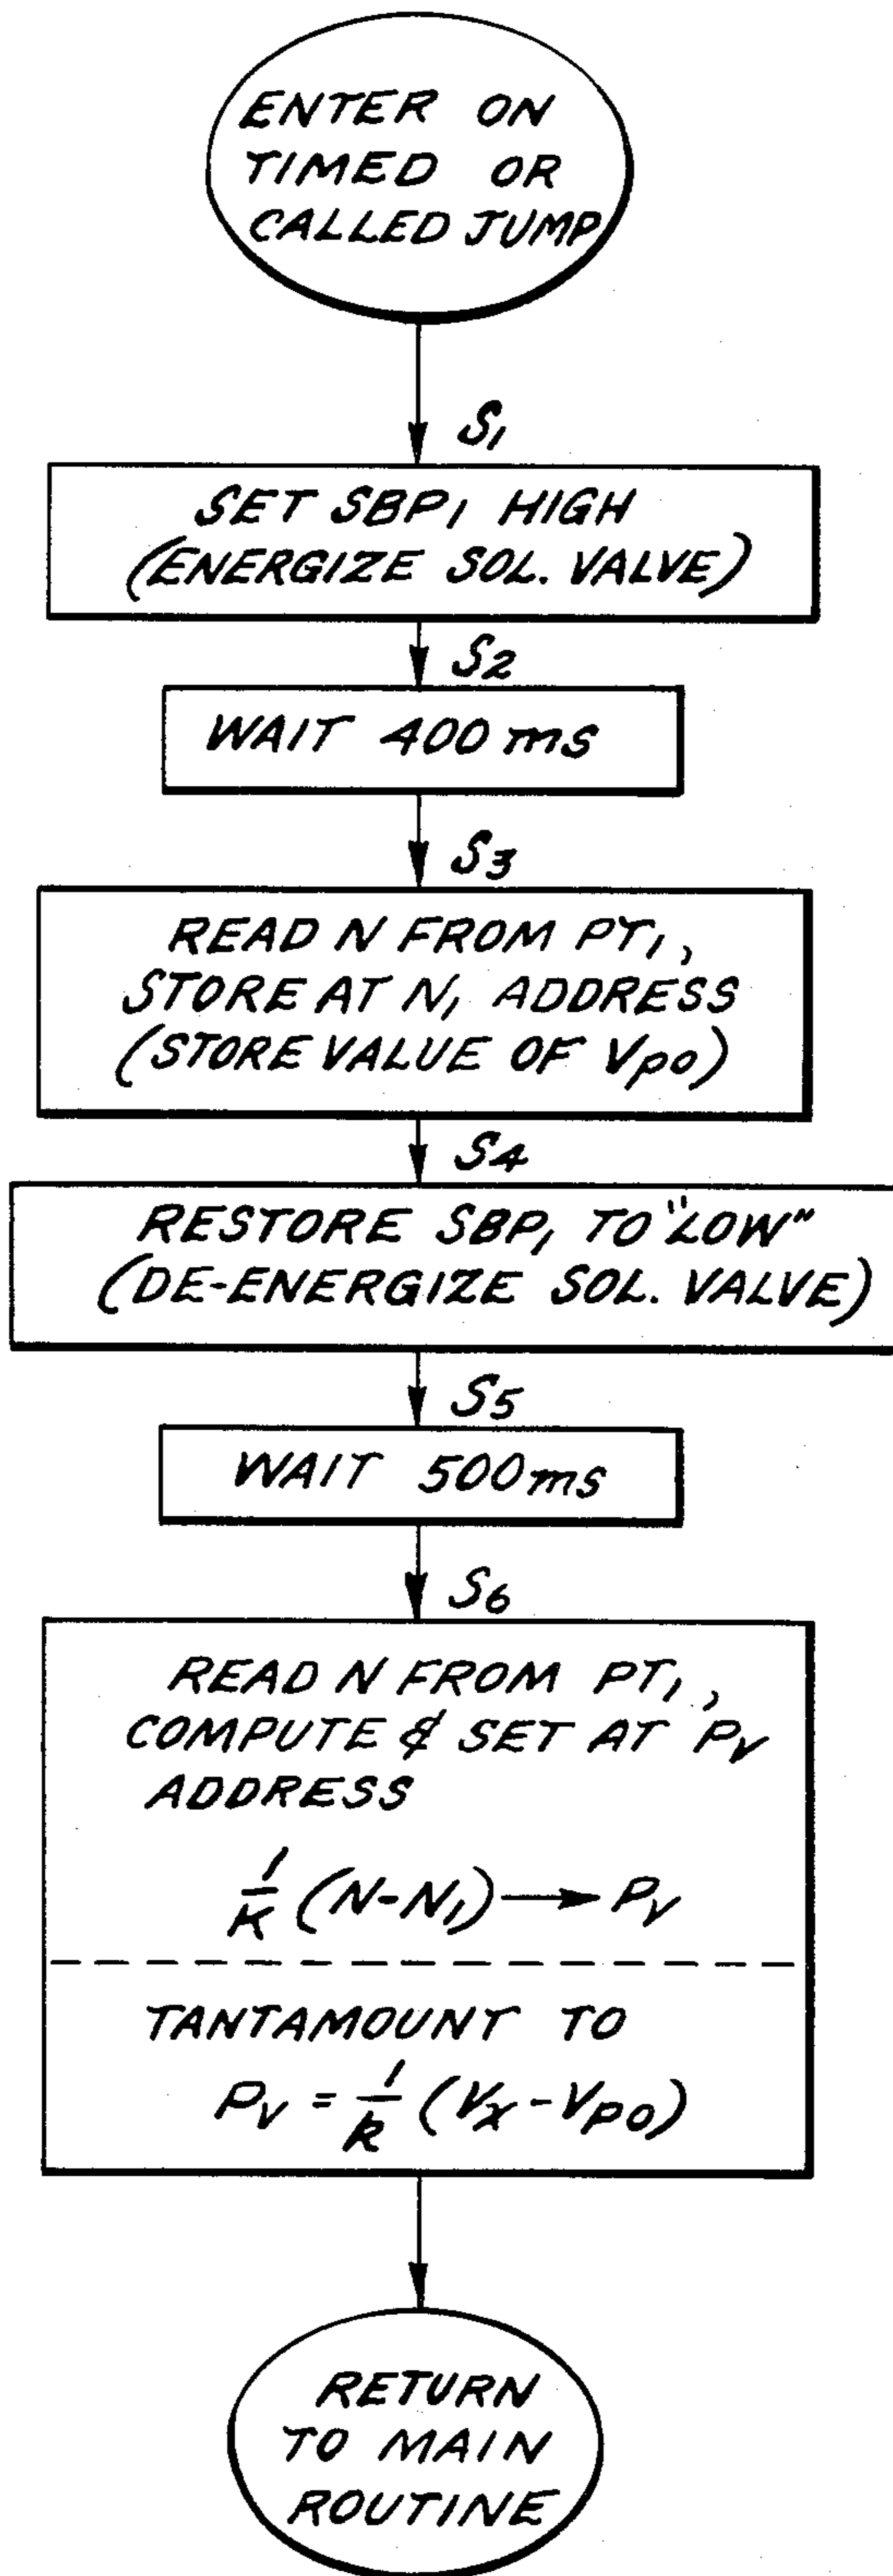 ENTER ON
TIMED OR
CALLED JUMP
S1
SET SBP1 HIGH
(ENERGIZE SOL. VALVE)
S2
WAIT 400 ms
S3
READ N FROM PT1,
STORE AT N1 ADDRESS
(STORE VALUE OF Vpo)
S4
RESTORE SBP1 TO "LOW"
(DE-ENERGIZE SOL. VALVE)
S5
WAIT 500 ms
S6
READ N FROM PT1,
COMPUTE & SET AT PV
ADDRESS
1/K (N-N1) → PV
TANTAMOUNT TO
PV = 1/k (Vx - Vpo)
RETURN
TO MAIN
ROUTINE